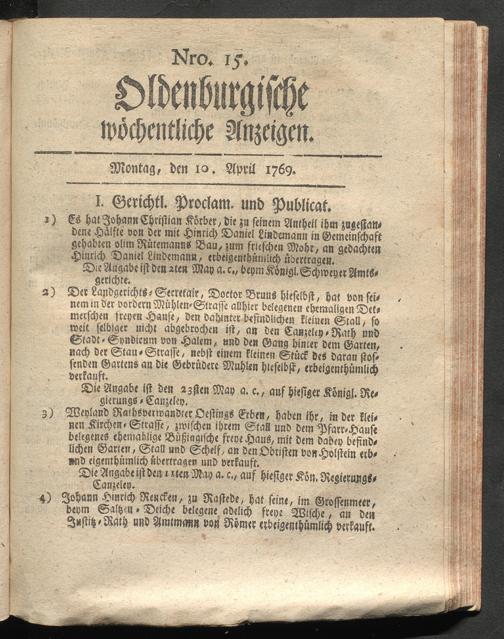 Nro. 15.
Oldenburgische
wöchentliche Anzeigen.
Montag, den 10. April 1769.
I. Gerichtl. Proclam. und Publicat.
1) Es hat Johann Christian Körber, die zu seinem Antheil ihm zugestan-
dene Hälfte von der mit Hinrich Daniel Lindemann in Gemeinschaft
gehabten olim Rütemanns Bau, zum frieschen Mohr, an gedachten
Hinrich Daniel Lindemann, erbeigenthümlich übertragen.
Die Angabe ist den 2ten May a. c., beym Königl. Schweyer Amts-
gerichte.
2) Der Landgerichts-Secretair, Doctor Bruns hieselbst, hat von sei-
nem in der vordern Mühlen-Strasse allhier belegenen ehemaligen Det-
merschen freyen Hause, den dahinter befindlichen kleinen Stall, so
weit selbiger nicht abgebrochen ist, an den Canzeley-Rath und
Stadt-Syndicum von Halem, und den Gang hinter dem Garten,
nach der Stau-Strasse, nebst einem kleinen Stück des daran stos-
senden Gartens an die Gebrüdere Muhlen hieselbst, erbeigenthümlich
verkauft.
Die Angabe ist den 23sten May a. c., auf hiesiger Königl. Re-
gierungs-Canzeley.
3) Weyland Rathsverwandter Oestings Erben, haben ihr, in der klei-
nen Kirchen-Strasse, zwischen ihrem Stall und dem Pfarr-Hause
belegenes ehemahlige Büßingische freye Haus, mit dem dabey befind-
lichen Garten, Stall und Schelf, an den Obristen von Holstein erb-
und eigenthümlich übertragen und verkauft.
Die Angabe ist den 11ten May a. c., auf hiesiger Kön. Regierungs-
Canzeley.
4) Johann Hinrich Reucken, zu Rastede, hat seine, im Grossenmeer,
beym Saltzen-Deiche belegene adelich freye Wische, an den
Justitz-Rath und Amtmann von Römer erbeigenthümlich verkauft.